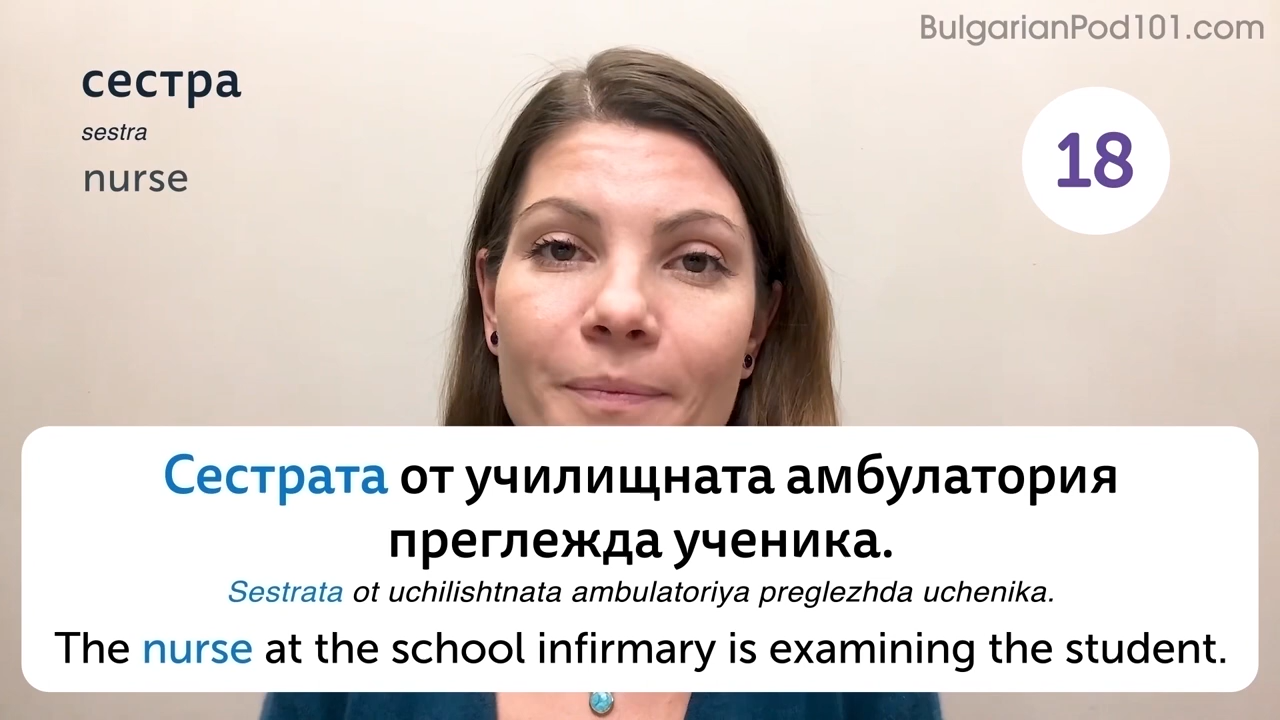 BulgarianPod101.com
сестра
sestra
nurse
18
Сестрата от училищната амбулатория
преглежда ученика.
Sestrata ot uchilishtnata ambulatoriya preglezhda uchenika.
The nurse at the school infirmary is examining the student.